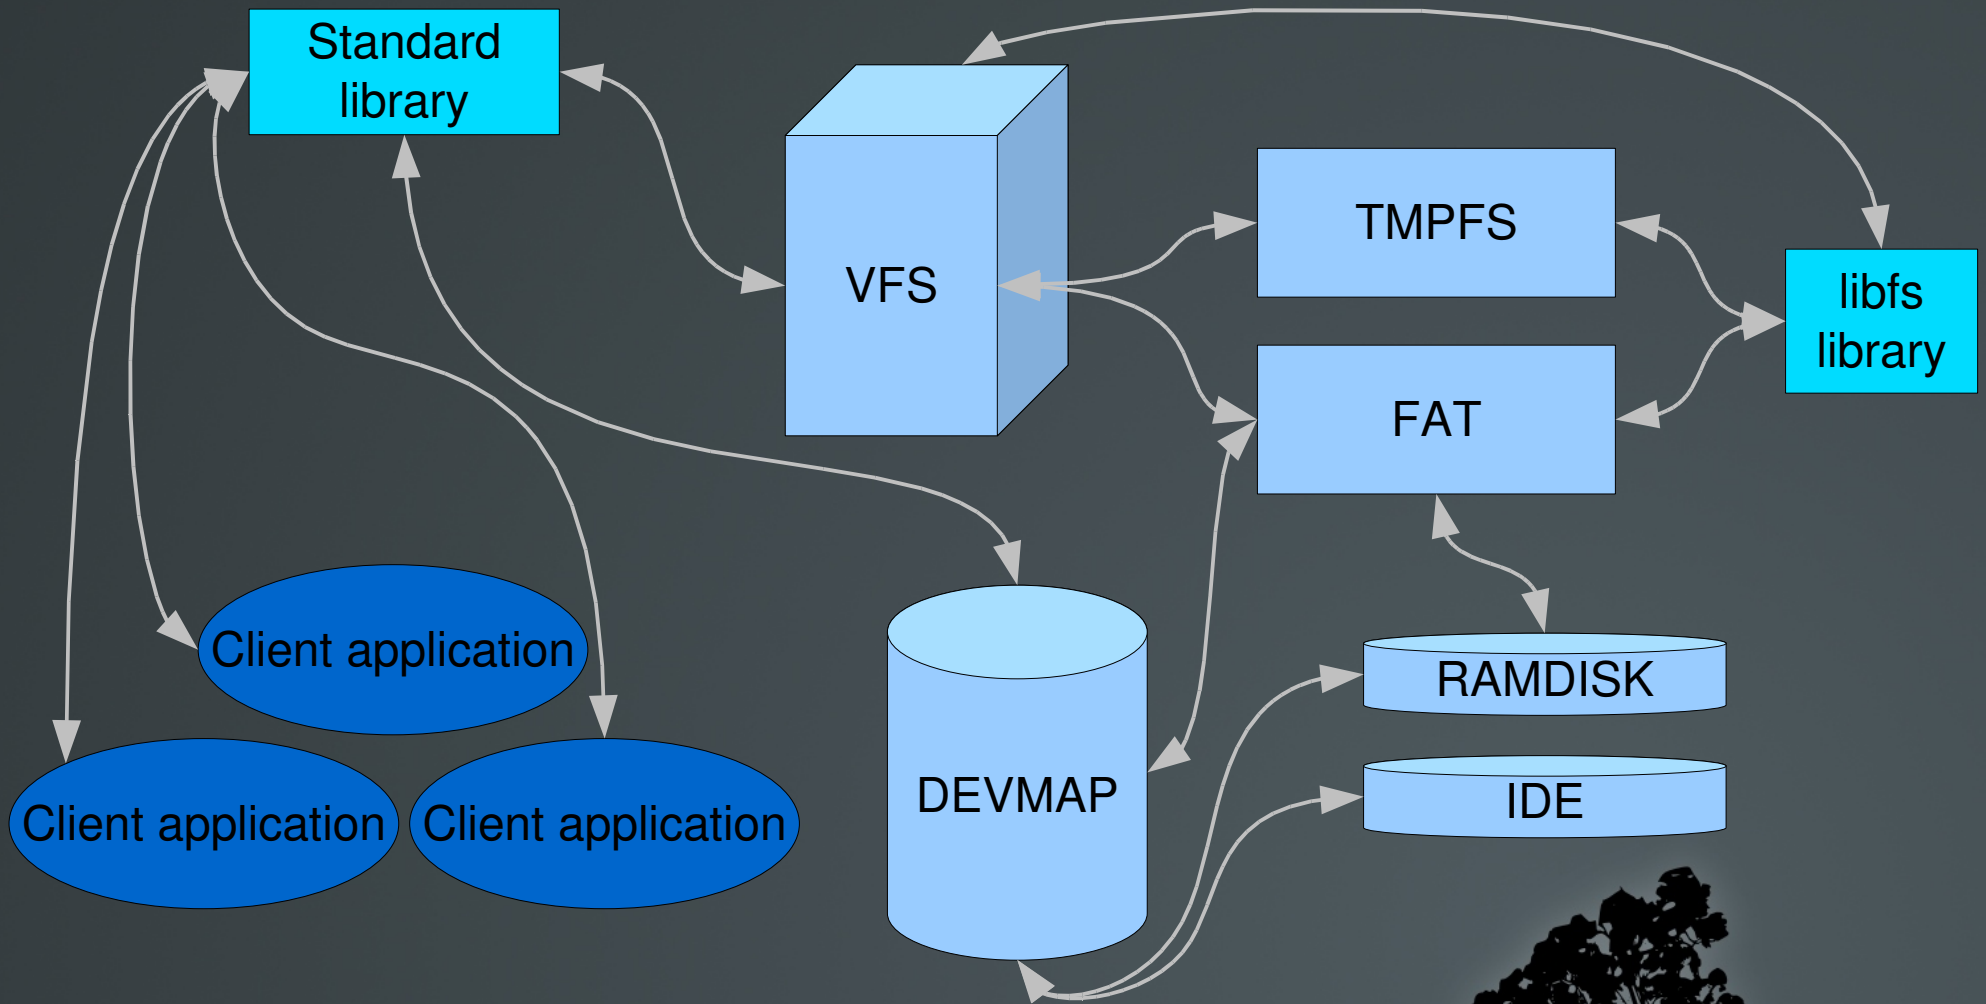 Standard
library
VFS
TMPFS
libfs
library
FAT
Client application
RAMDISK
DEVMAP
IDE
Client application
Client application